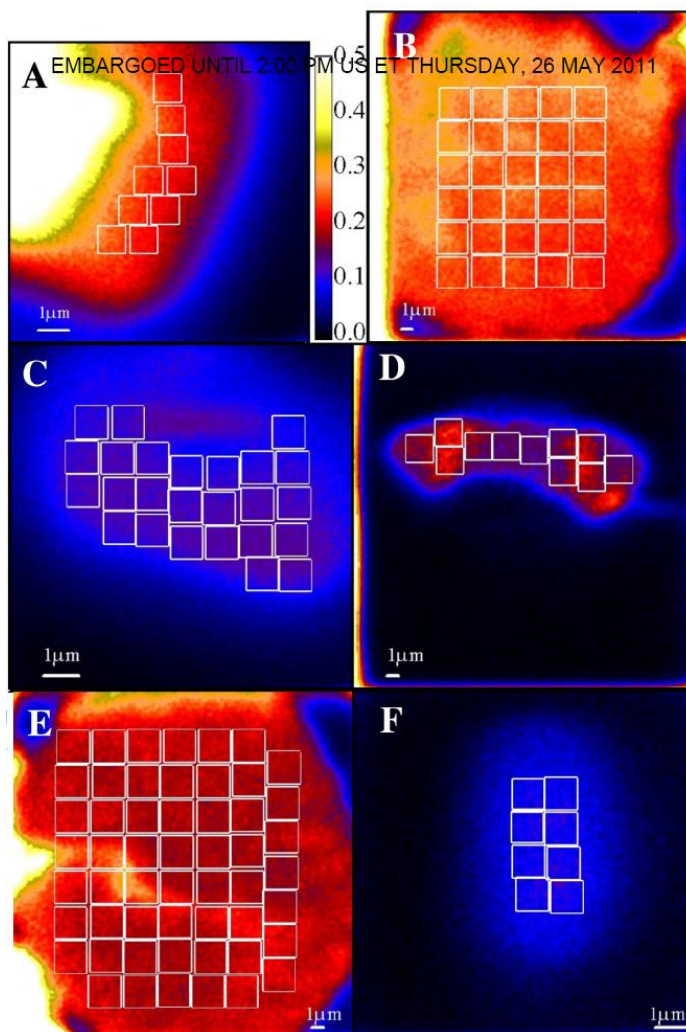 A
B
EMBARGOED UNTIL 2:00 PM US ET THURSDAY, 26 MAY 2011
0.5
0.4
0.3
0.2
0.1
0.0
1µm
1µm
C
D
1µm
1µm
E
F
1µm
1µm